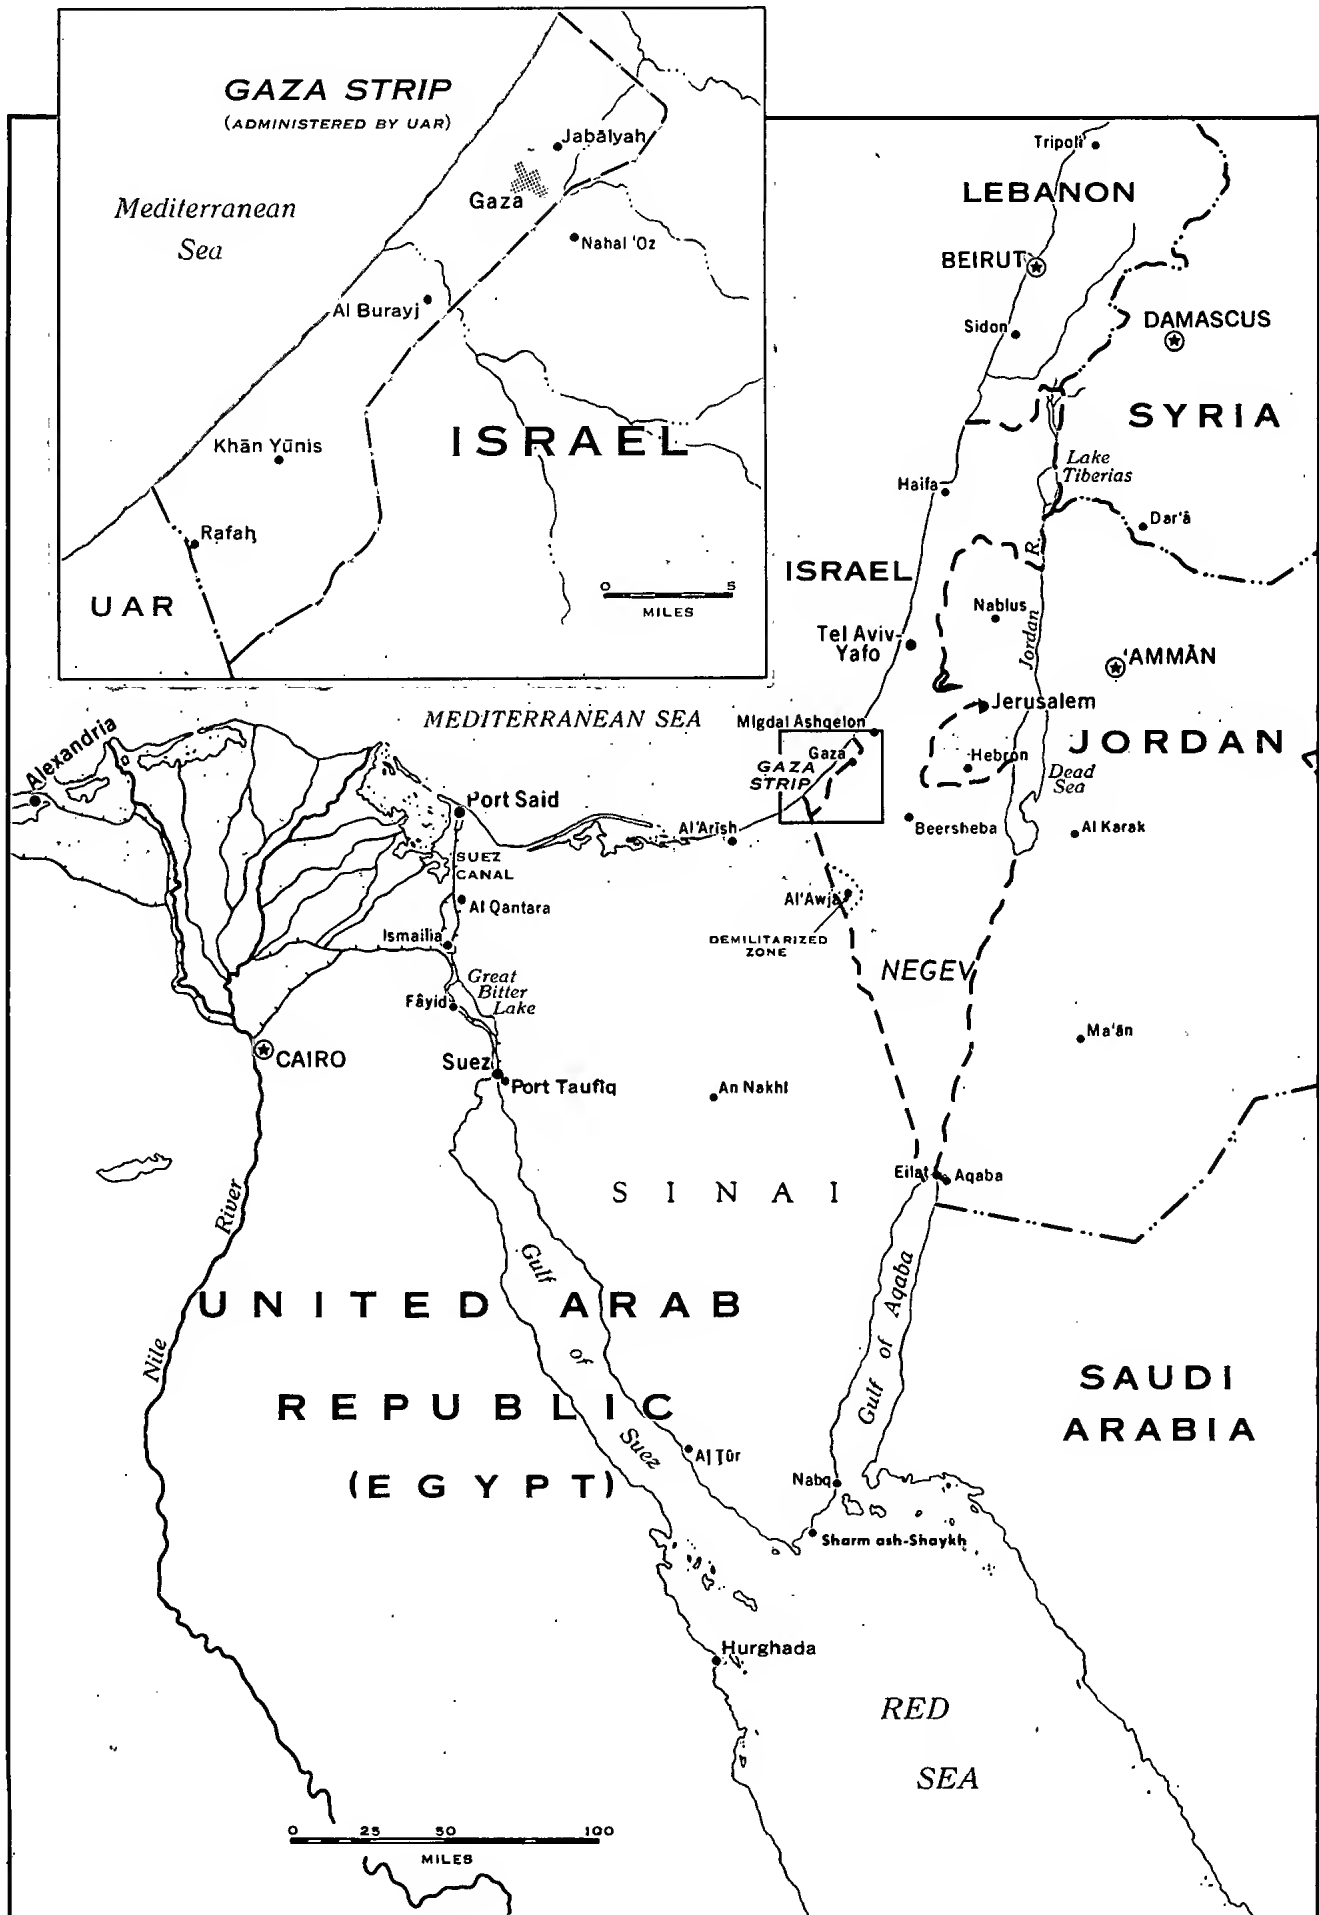 GAZA STRIP
(ADMINISTERED BY UAR)
Mediterranean
Sea
Jabālyah
Gaza
Nahal 'Oz
Al Burayj
ISRAEL
Khān Yūnis
Rafaḩ
UAR
0 5
MILES
Tripoli
LEBANON
BEIRUT
Sidon
DAMASCUS
SYRIA
Lake
Tiberias
Haifa
Dar'ā
ISRAEL
Jordan R.
Nablus
Tel Aviv-
Yafo
'AMMĀN
Jerusalem
MEDITERRANEAN SEA
Migdal Ashqelon
JORDAN
Gaza
GAZA
STRIP
Hebron
Dead
Sea
Alexandria
Port Said
Al 'Arīsh
Beersheba
Al Karak
SUEZ
CANAL
Al Qantara
Al 'Awja
Ismailia
DEMILITARIZED
ZONE
NEGEV
Great
Bitter
Lake
Fâyid
Ma'ān
CAIRO
Suez
Port Taufīq
An Nakhl
SINAI
Eilat
Aqaba
Nile River
Gulf of Suez
Gulf of Aqaba
UNITED ARAB
REPUBLIC
(EGYPT)
SAUDI
ARABIA
Al Ţūr
Nabq
Sharm ash-Shaykh
Hurghada
RED
SEA
0 25 50 100
MILES